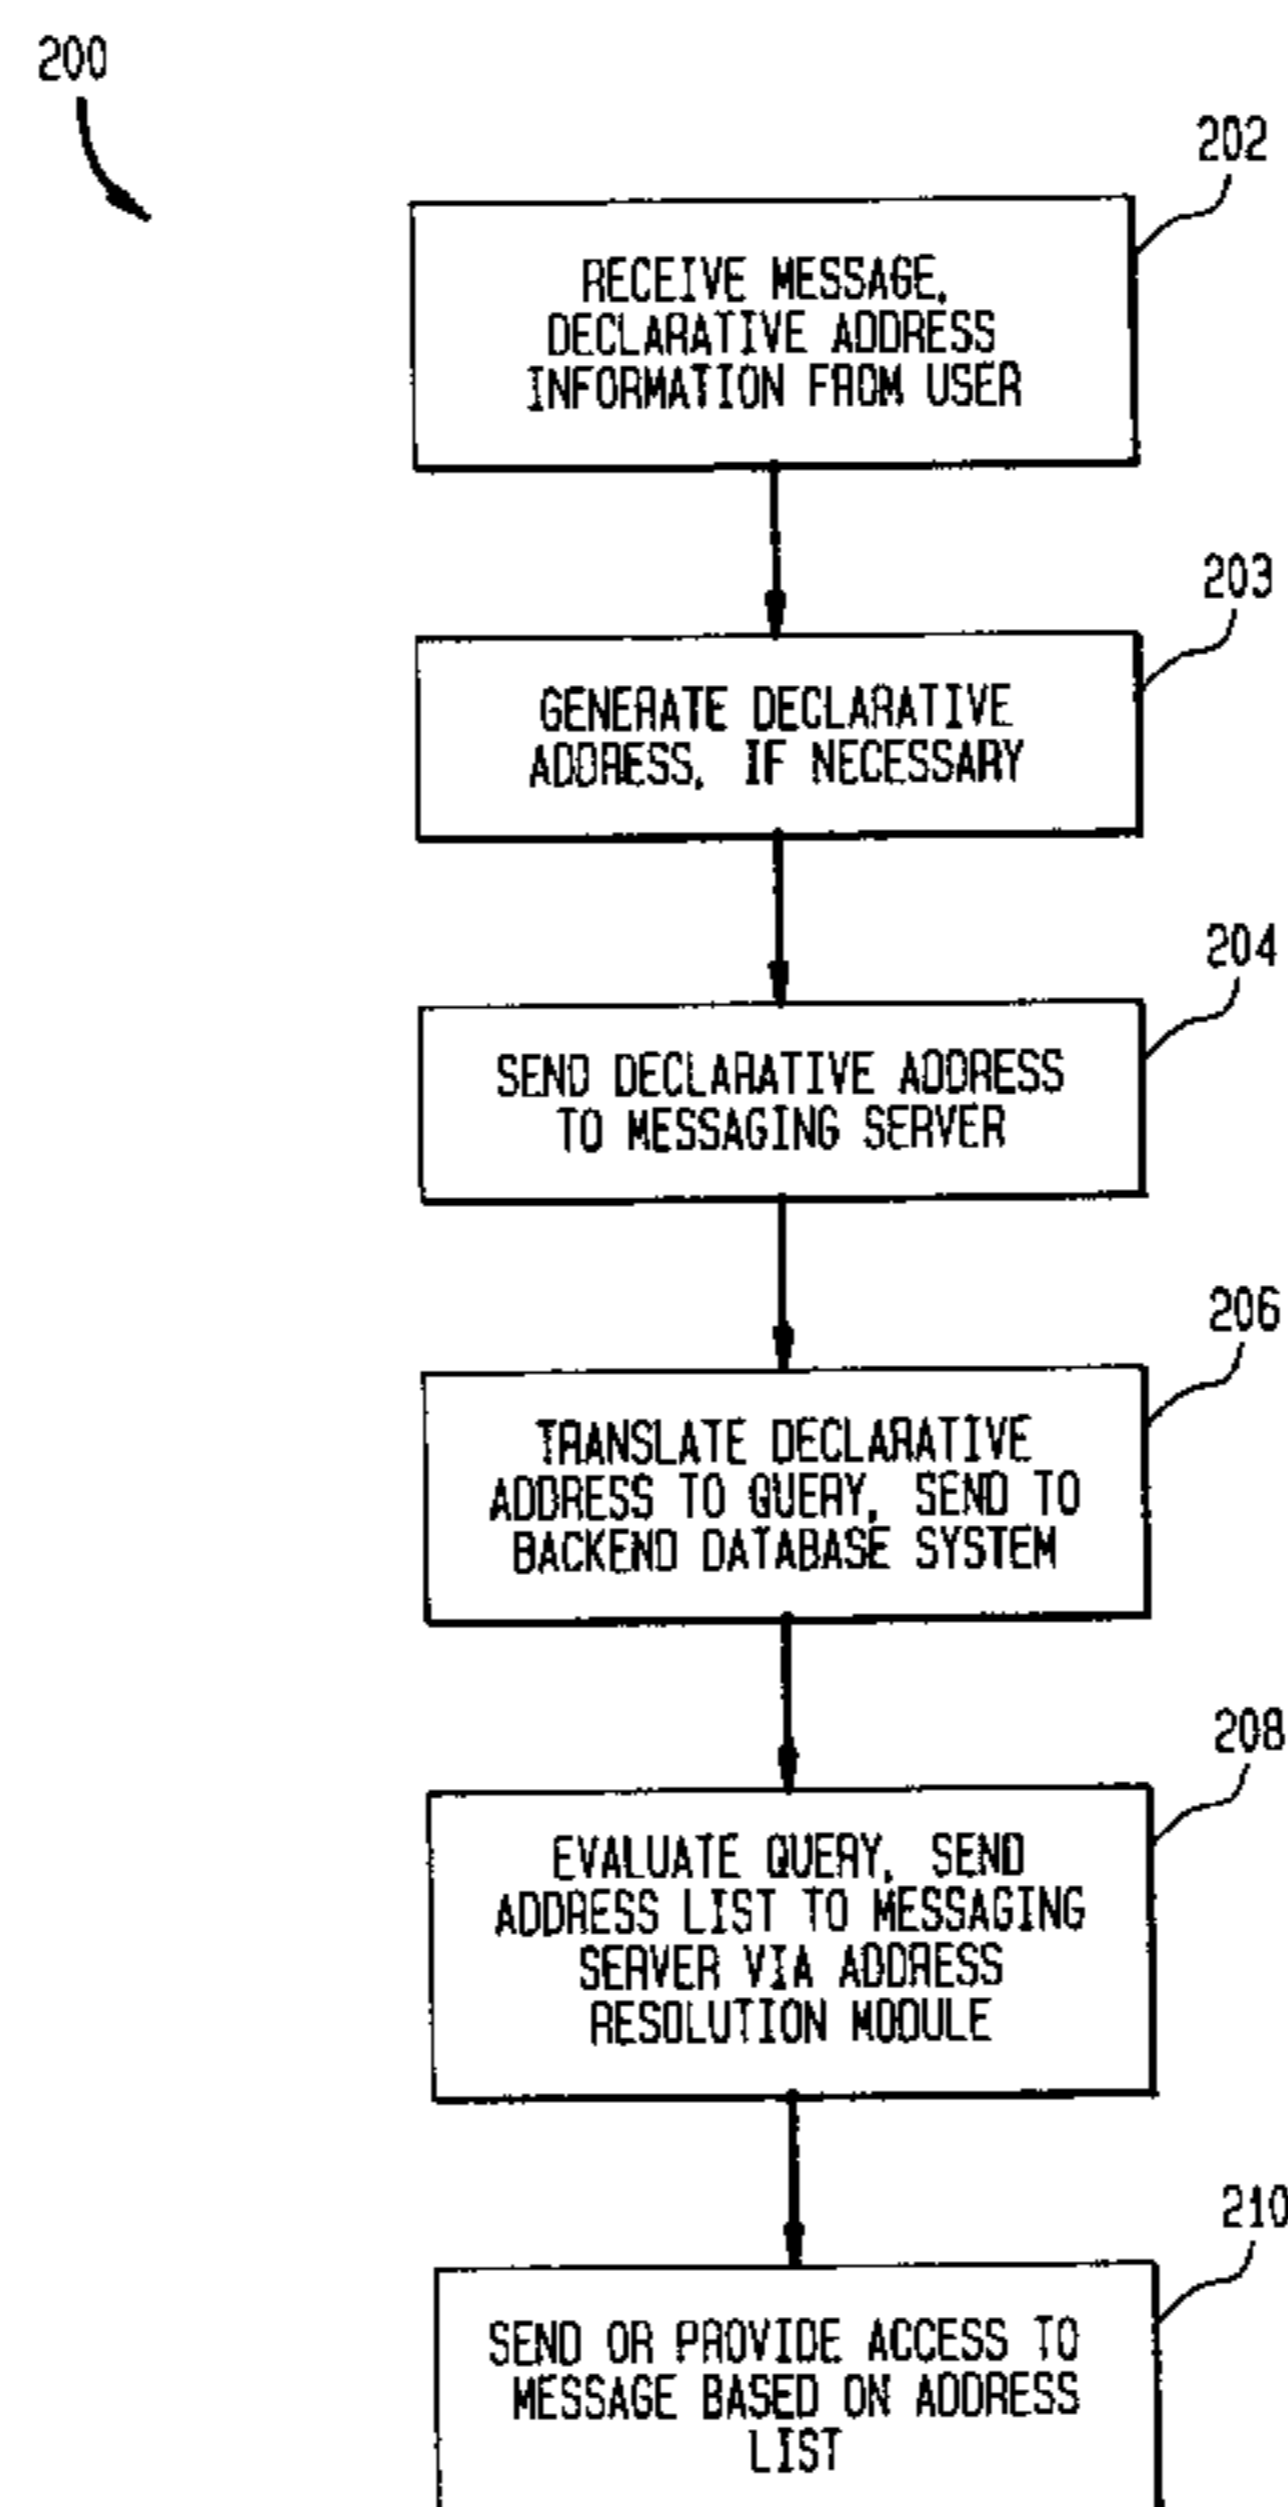 200
202
RECEIVE MESSAGE,
DECLARATIVE ADDRESS
INFORMATION FROM USER
203
GENERATE DECLARATIVE
ADDRESS, IF NECESSARY
204
SEND DECLARATIVE ADDRESS
TO MESSAGING SERVER
206
TRANSLATE DECLARATIVE
ADDRESS TO QUERY, SEND TO
BACKEND DATABASE SYSTEM
208
EVALUATE QUERY, SEND
ADDRESS LIST TO MESSAGING
SERVER VIA ADDRESS
RESOLUTION MODULE
210
SEND OR PROVIDE ACCESS TO
MESSAGE BASED ON ADDRESS
LIST